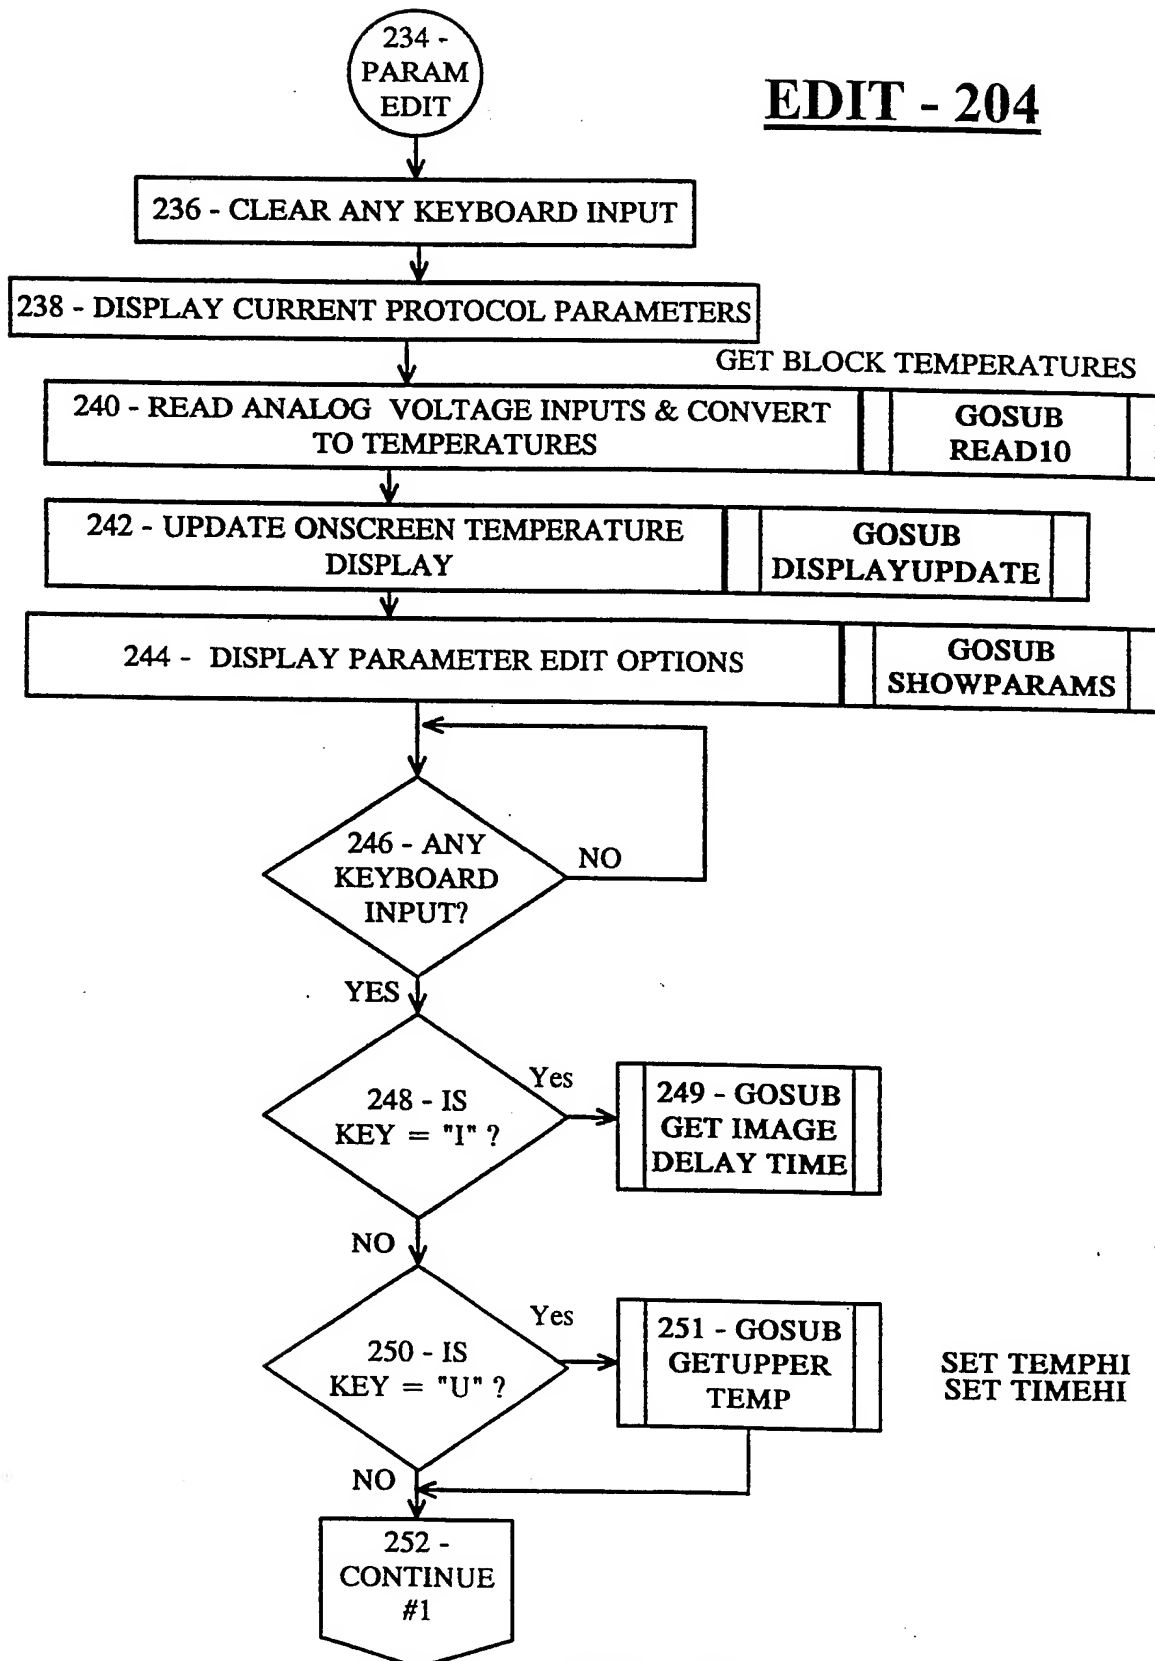 234 -
PARAM
EDIT
EDIT - 204
236 - CLEAR ANY KEYBOARD INPUT
238 - DISPLAY CURRENT PROTOCOL PARAMETERS
GET BLOCK TEMPERATURES
240 - READ ANALOG VOLTAGE INPUTS & CONVERT
TO TEMPERATURES
GOSUB
READ10
242 - UPDATE ONSCREEN TEMPERATURE
DISPLAY
GOSUB
DISPLAYUPDATE
244 - DISPLAY PARAMETER EDIT OPTIONS
GOSUB
SHOWPARAMS
246 - ANY
KEYBOARD
INPUT?
NO
YES
248 - IS
KEY = "I" ?
Yes
249 - GOSUB
GET IMAGE
DELAY TIME
NO
250 - IS
KEY = "U" ?
Yes
251 - GOSUB
GETUPPER
TEMP
SET TEMPHI
SET TIMEHI
NO
252 -
CONTINUE
#1